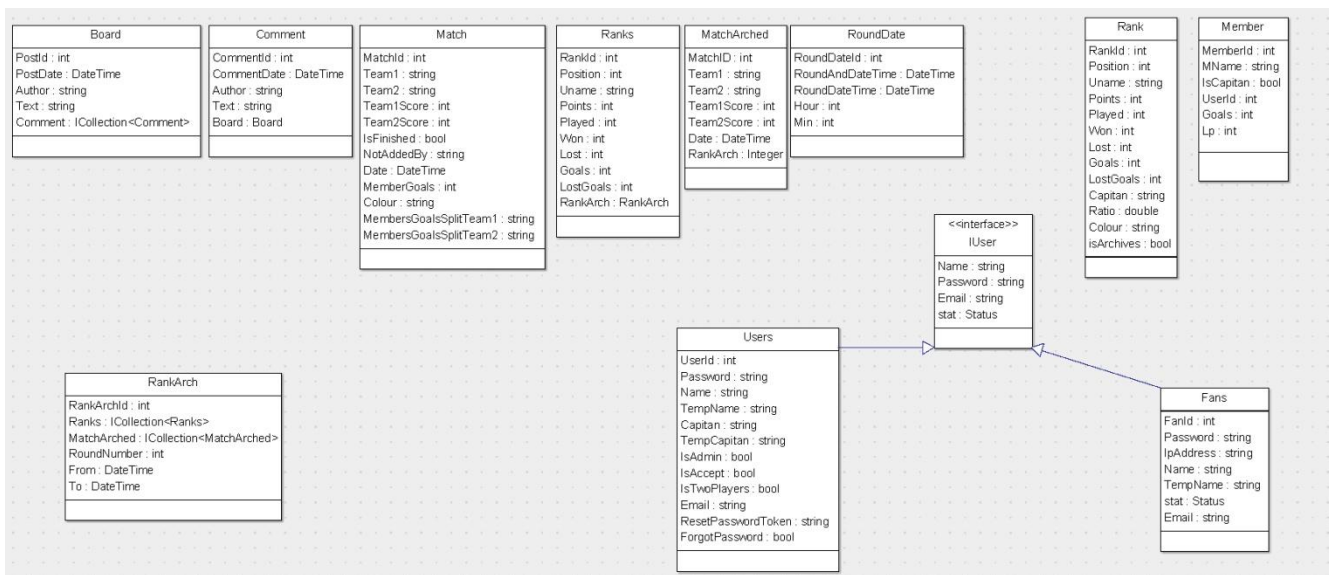 Board
PostId : int
PostDate : DateTime
Author : string
Text : string
Comment : ICollection<Comment>
Comment
CommentId : int
CommentDate : DateTime
Author : string
Text : string
Board : Board
Match
MatchId : int
Team1 : string
Team2 : string
Team1Score : int
Team2Score : int
IsFinished : bool
NotAddedBy : string
Date : DateTime
MemberGoals : int
Colour : string
MembersGoalsSplitTeam1 : string
MembersGoalsSplitTeam2 : string
Ranks
RankId : int
Position : int
Uname : string
Points : int
Played : int
Won : int
Lost : int
Goals : int
LostGoals : int
RankArch : RankArch
MatchArched
MatchID : int
Team1 : string
Team2 : string
Team1Score : int
Team2Score : int
Date : DateTime
RankArch : Integer
RoundDate
RoundDateId : int
RoundAndDateTime : DateTime
RoundDateTime : DateTime
Hour : int
Min : int
Rank
RankId : int
Position : int
Uname : string
Points : int
Played : int
Won : int
Lost : int
Goals : int
LostGoals : int
Capitan : string
Ratio : double
Colour : string
isArchives : bool
Member
MemberId : int
MName : string
IsCapitan : bool
UserId : int
Goals : int
Lp : int
<<interface>>
IUser
Name : string
Password : string
Email : string
stat : Status
Users
UserId : int
Password : string
Name : string
TempName : string
Capitan : string
TempCapitan : string
IsAdmin : bool
IsAccept : bool
IsTwoPlayers : bool
Email : string
ResetPasswordToken : string
ForgotPassword : bool
RankArch
RankArchId : int
Ranks : ICollection<Ranks>
MatchArched : ICollection<MatchArched>
RoundNumber : int
From : DateTime
To : DateTime
Fans
FanId : int
Password : string
IpAddress : string
Name : string
TempName : string
stat : Status
Email : string